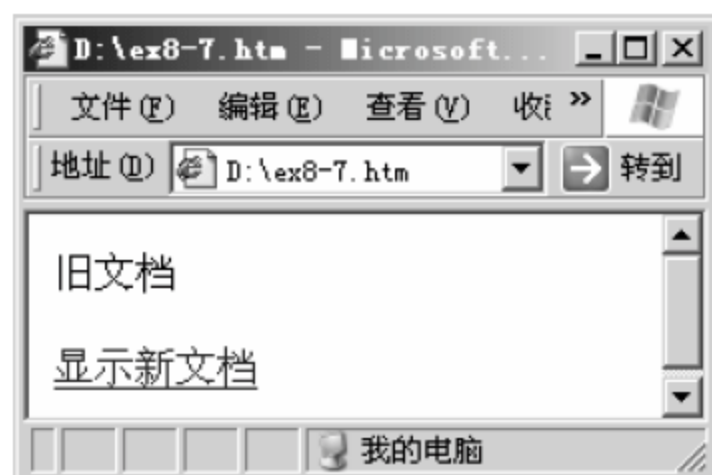 D:\ex8-7.htm - Microsoft...
文件(F) 编辑(E) 查看(V) 收 »
地址(D) D:\ex8-7.htm 转到
旧文档
显示新文档
我的电脑